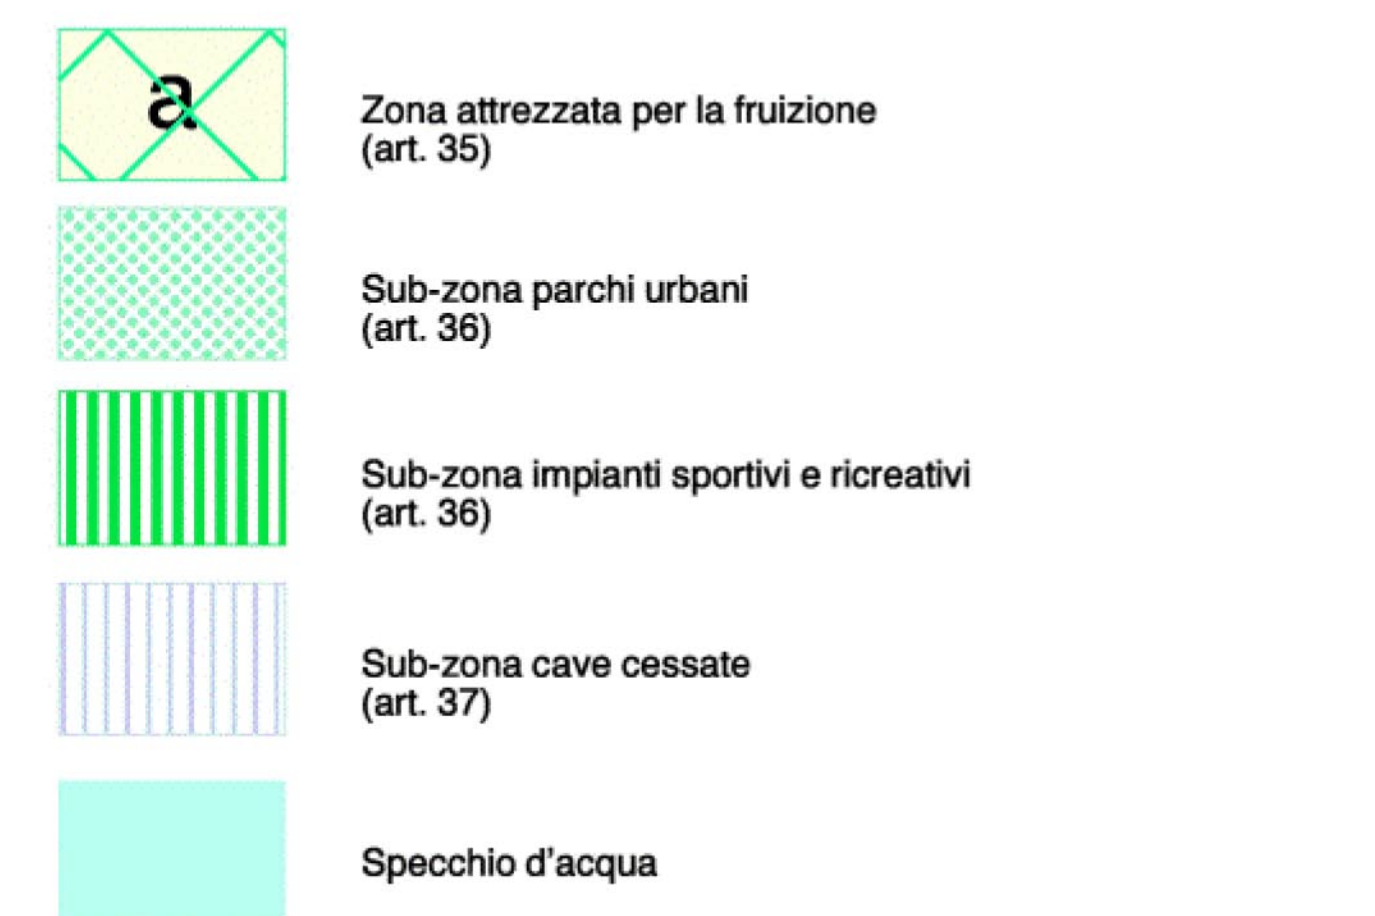 a
Zona attrezzata per la fruizione
(art. 35)
Sub-zona parchi urbani
(art. 36)
Sub-zona impianti sportivi e ricreativi
(art. 36)
Sub-zona cave cessate
(art. 37)
Specchio d'acqua